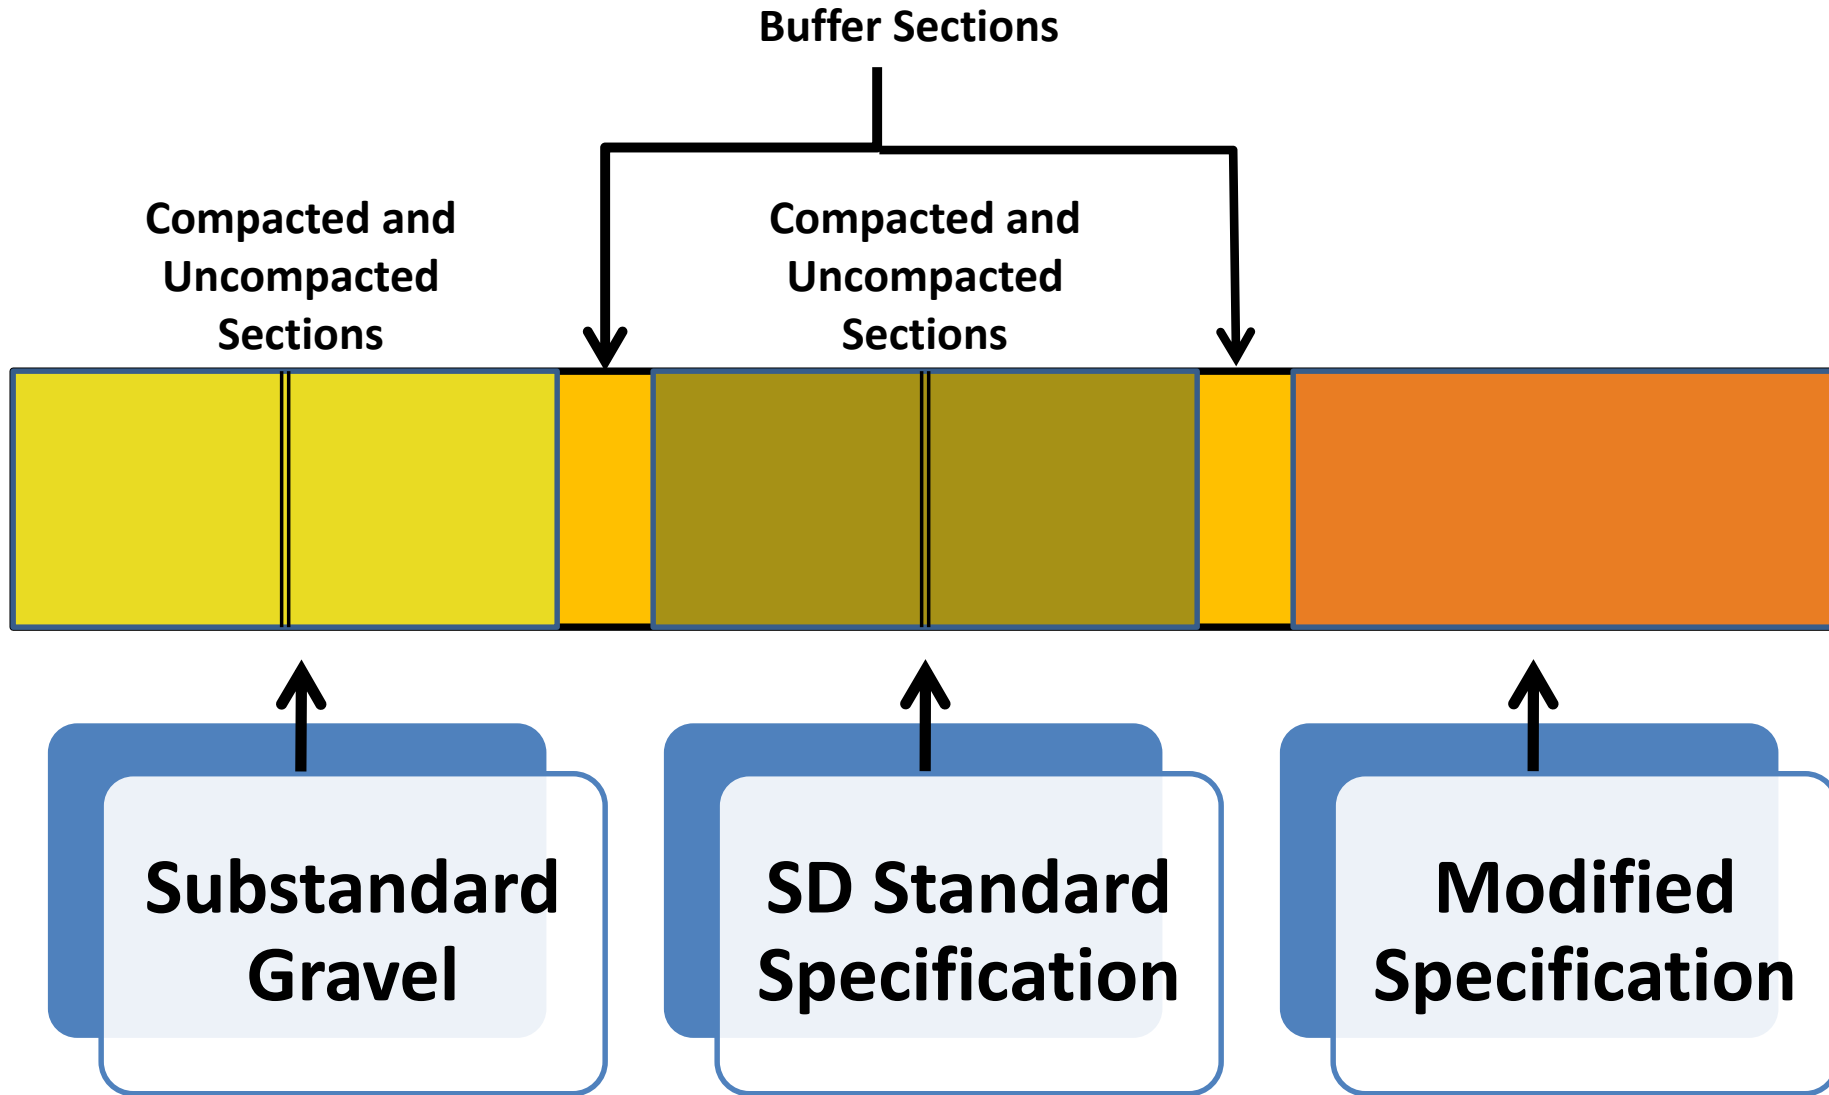 Buffer Sections
Compacted and
Uncompacted
Sections
Compacted and
Uncompacted
Sections
Substandard
Gravel
SD Standard
Specification
Modified
Specification